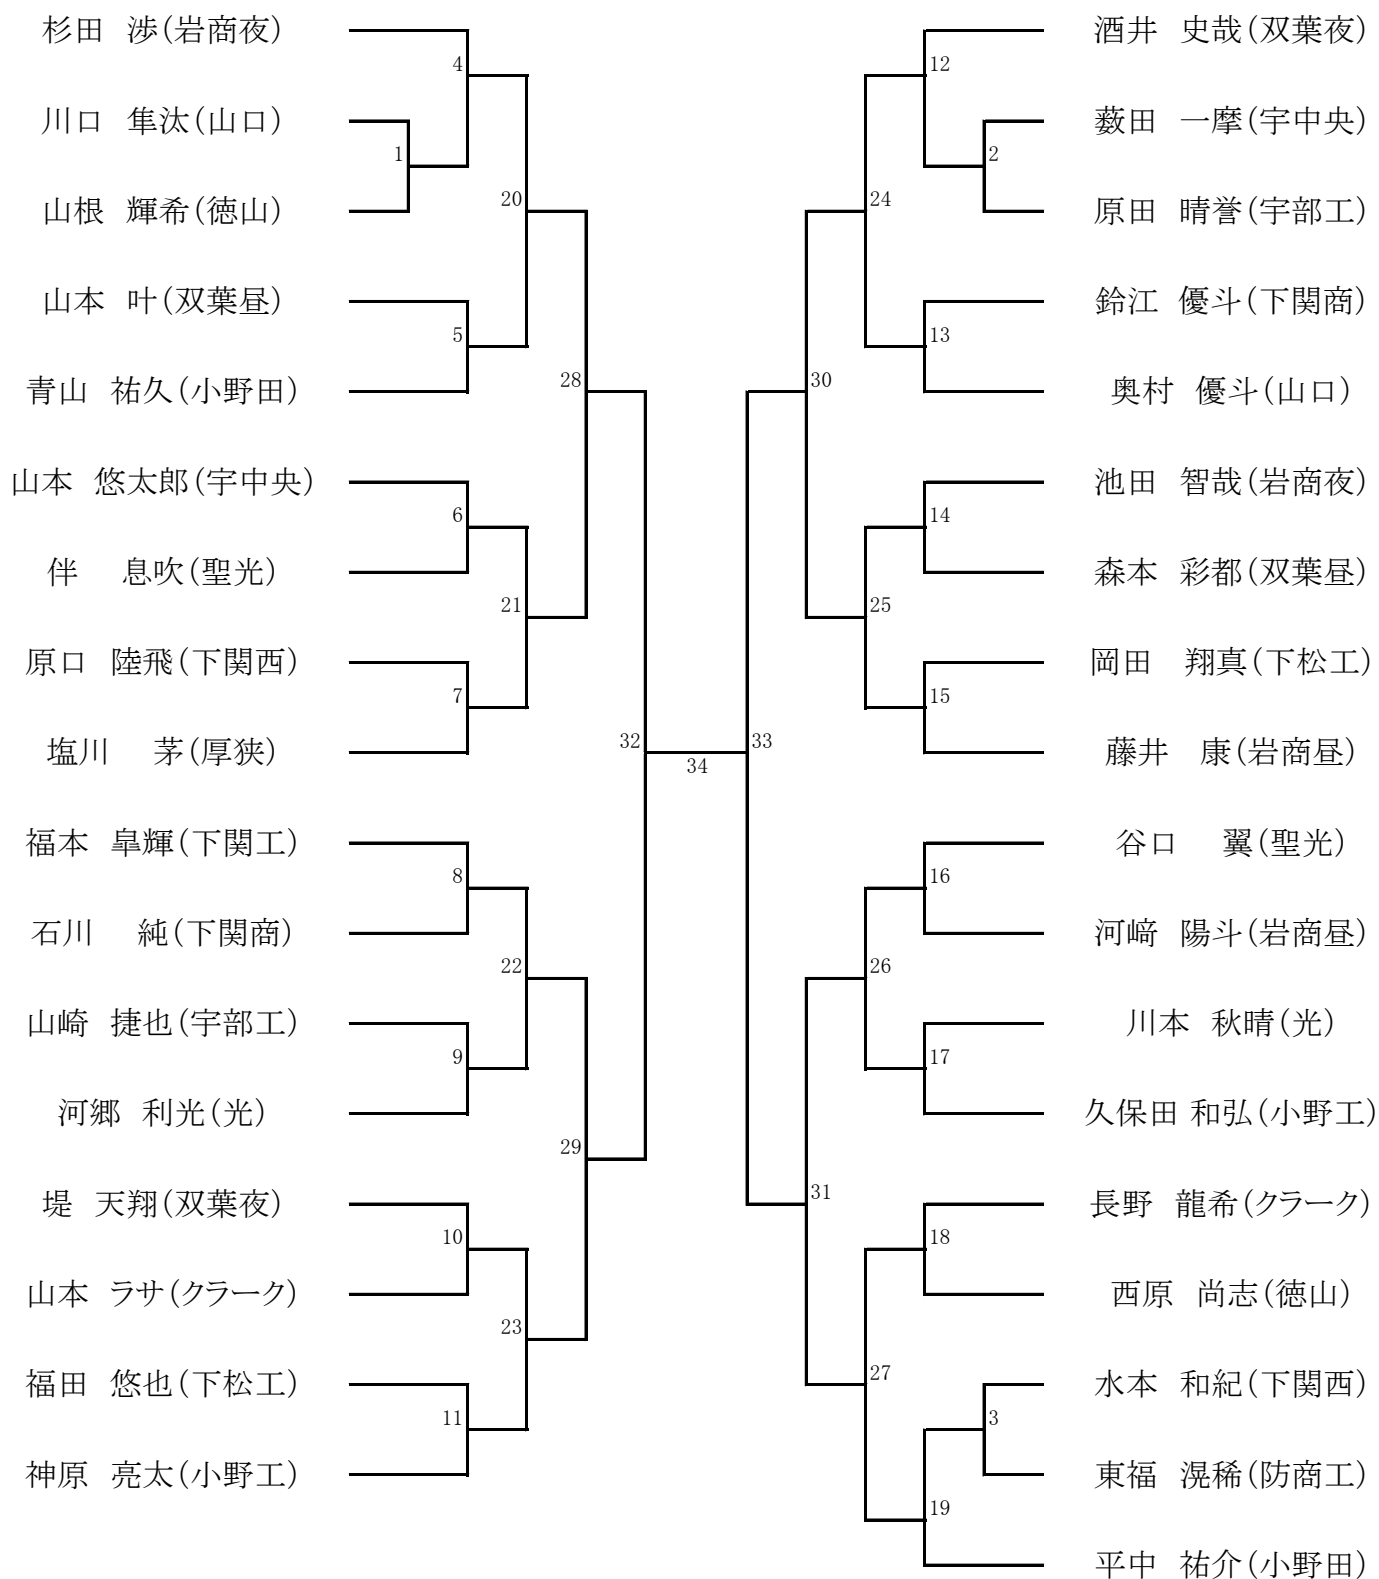 杉田 渉(岩商夜)
4
川口 隼汰(山口)
1
山根 輝希(徳山)
20
山本 叶(双葉昼)
5
青山 祐久(小野田)
28
山本 悠太郎(宇中央)
6
伴 息吹(聖光)
21
原口 陸飛(下関西)
7
塩川 茅(厚狭)
32
34
福本 皐輝(下関工)
8
石川 純(下関商)
22
山崎 捷也(宇部工)
9
河郷 利光(光)
29
堤 天翔(双葉夜)
10
山本 ラサ(クラーク)
23
福田 悠也(下松工)
11
神原 亮太(小野工)
酒井 史哉(双葉夜)
12
薮田 一摩(宇中央)
2
原田 晴誉(宇部工)
24
鈴江 優斗(下関商)
13
奥村 優斗(山口)
30
池田 智哉(岩商夜)
14
森本 彩都(双葉昼)
25
岡田 翔真(下松工)
15
藤井 康(岩商昼)
33
谷口 翼(聖光)
16
河﨑 陽斗(岩商昼)
26
川本 秋晴(光)
17
久保田 和弘(小野工)
31
長野 龍希(クラーク)
18
西原 尚志(徳山)
27
水本 和紀(下関西)
3
東福 滉稀(防商工)
19
平中 祐介(小野田)